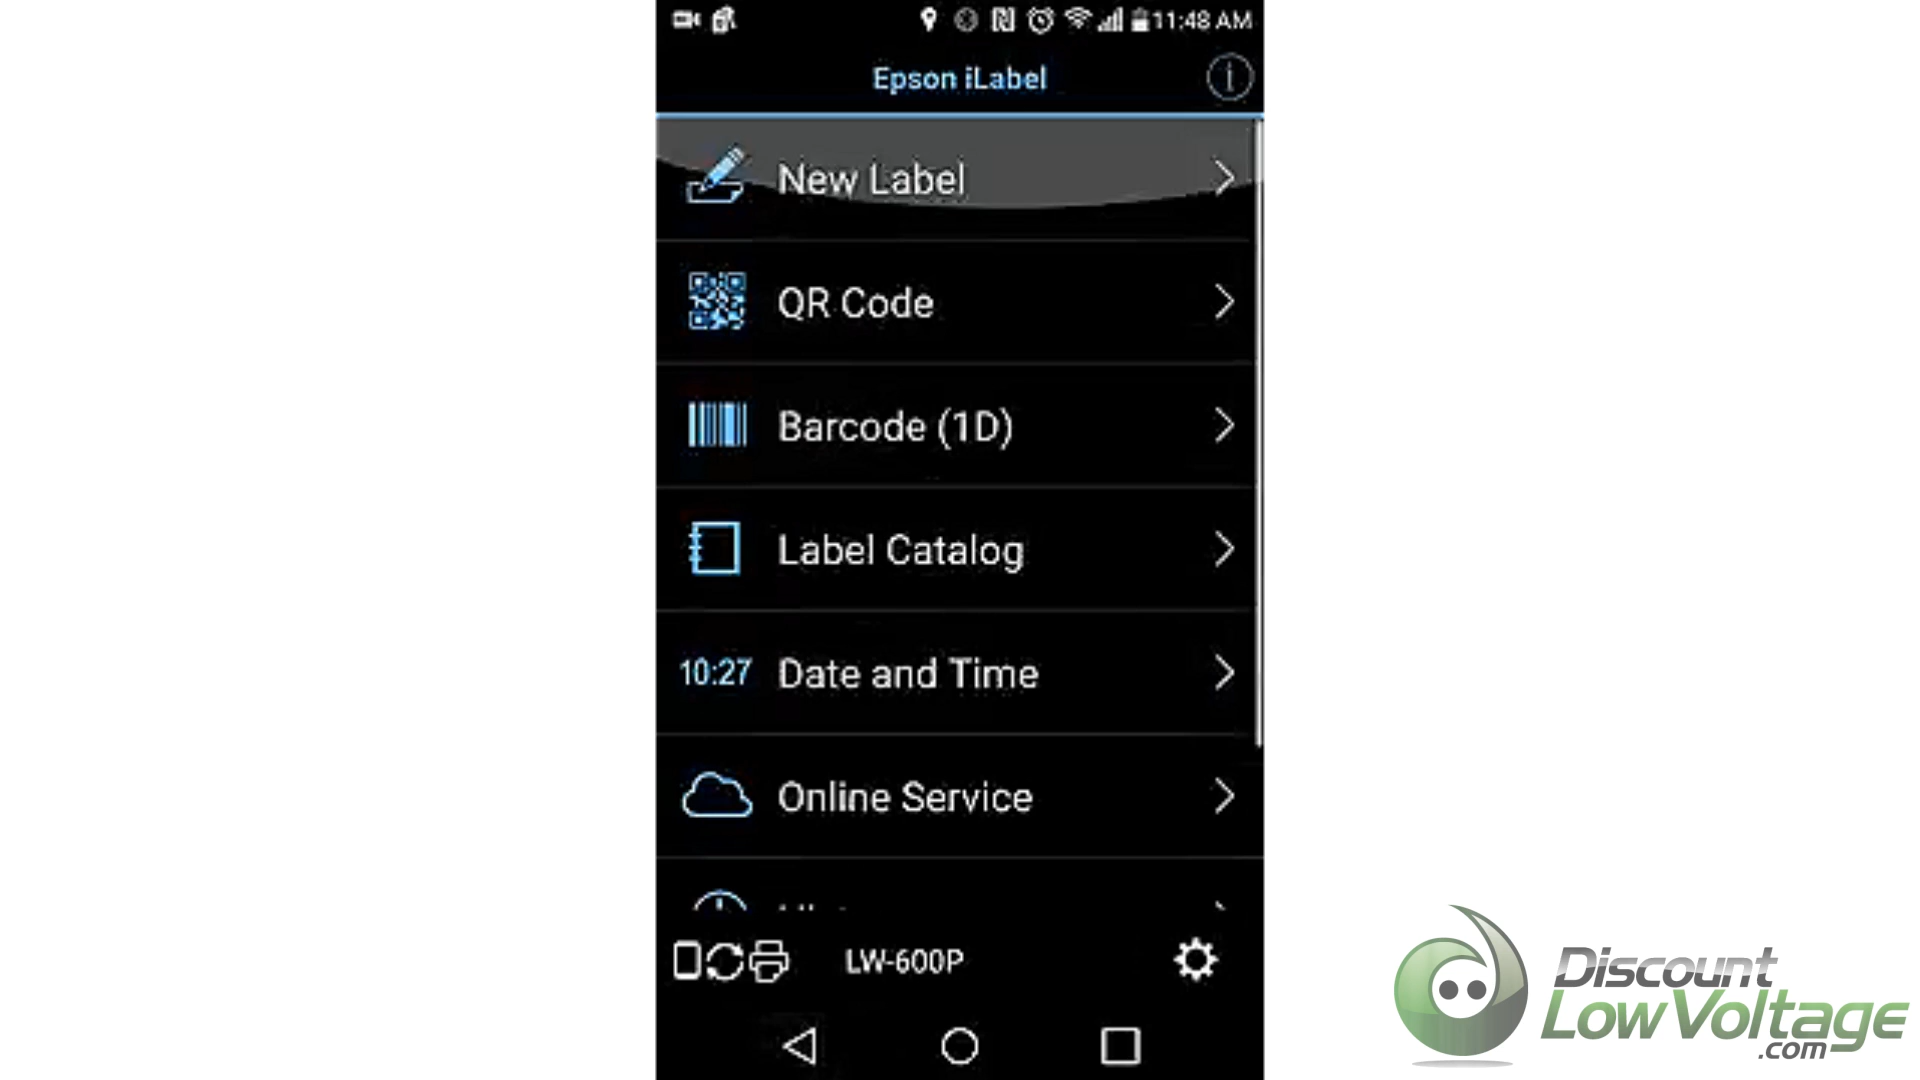 11:48 AM
Epson iLabel
New Label
QR Code
Barcode (1D)
Label Catalog
10:27 Date and Time
Online Service
LW-600P
Discount
LowVoltage
.com